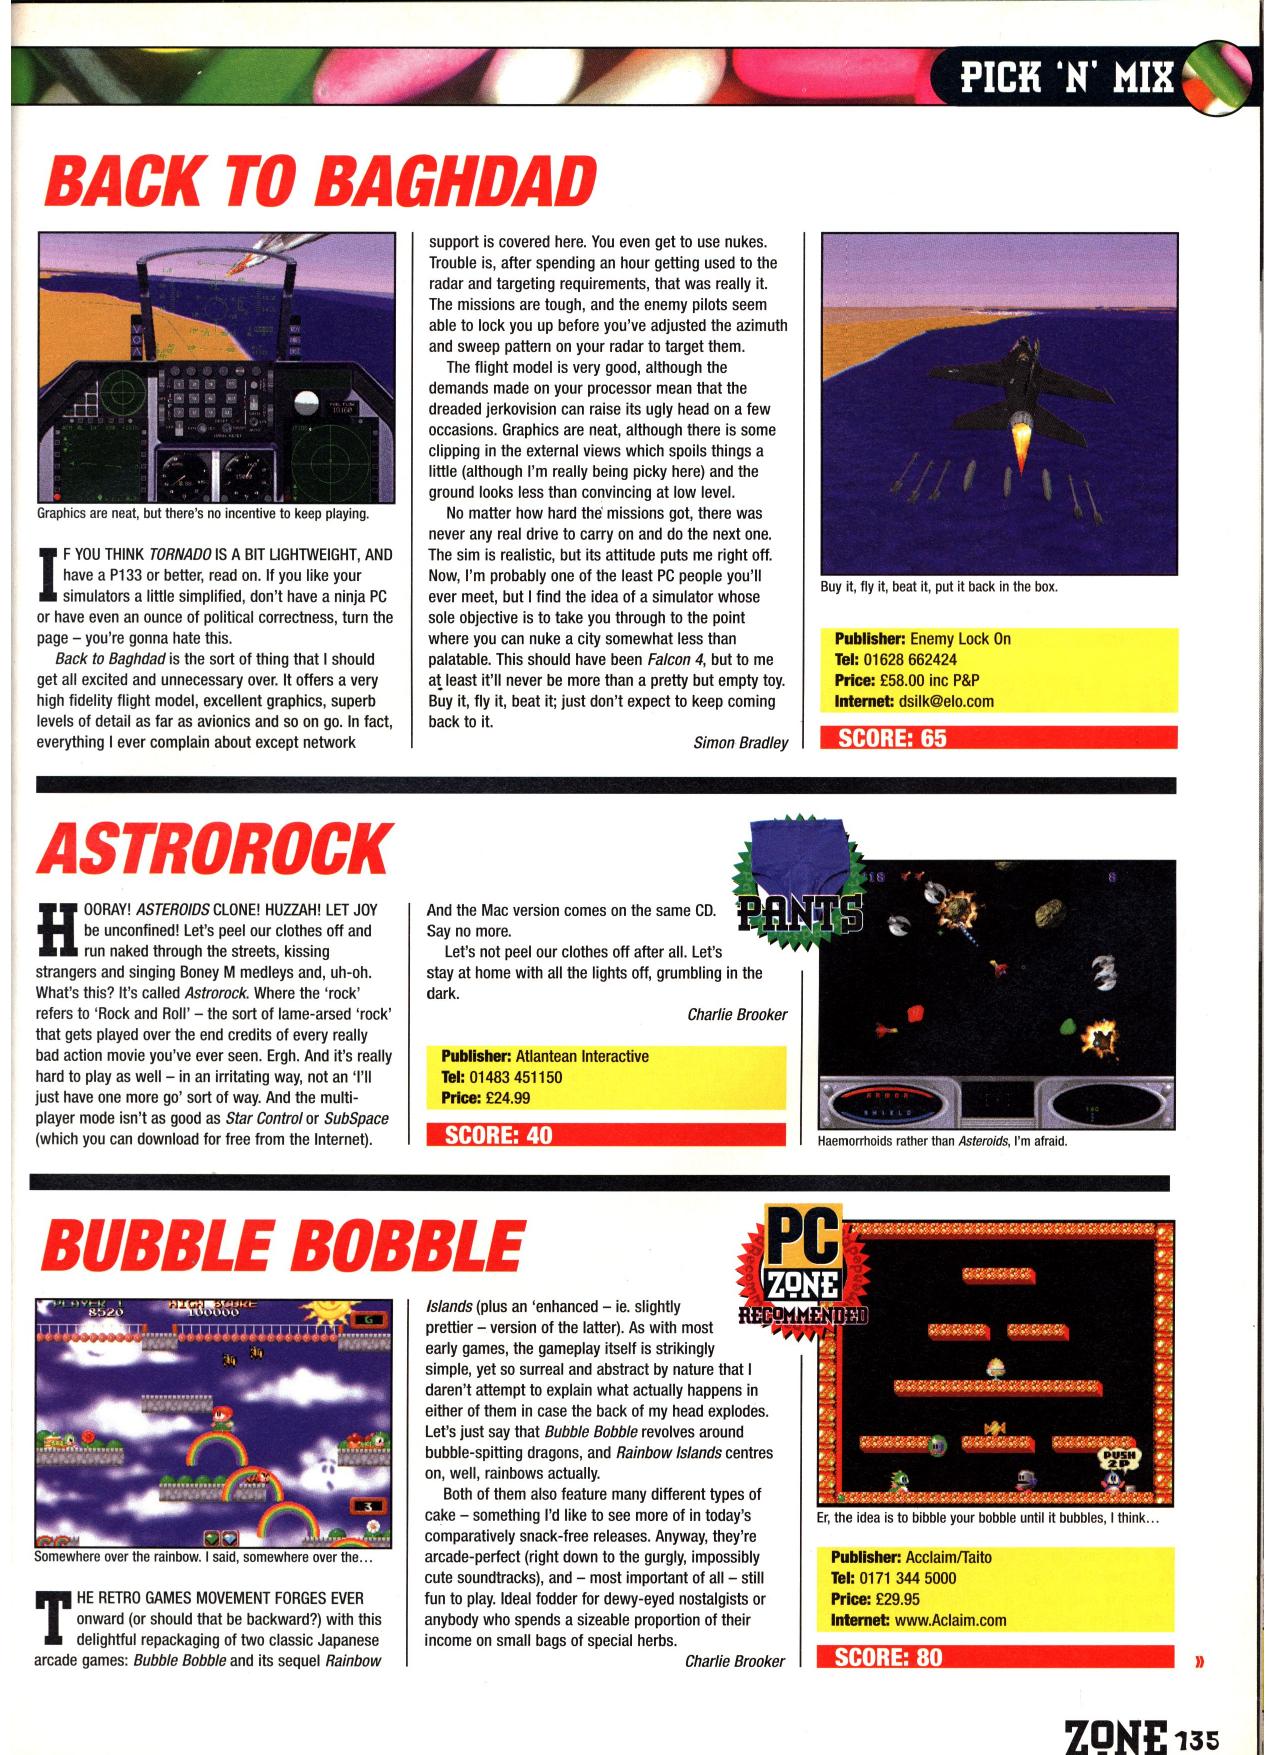 PICK 'N' MIX
BACK TO BAGHDAD
Graphics are neat, but there's no incentive to keep playing.
IF YOU THINK TORNADO IS A BIT LIGHTWEIGHT, AND
have a P133 or better, read on. If you like your
simulators a little simplified, don't have a ninja PC
or have even an ounce of political correctness, turn the
page – you're gonna hate this.
Back to Baghdad is the sort of thing that I should
get all excited and unnecessary over. It offers a very
high fidelity flight model, excellent graphics, superb
levels of detail as far as avionics and so on go. In fact,
everything I ever complain about except network
support is covered here. You even get to use nukes.
Trouble is, after spending an hour getting used to the
radar and targeting requirements, that was really it.
The missions are tough, and the enemy pilots seem
able to lock you up before you've adjusted the azimuth
and sweep pattern on your radar to target them.
The flight model is very good, although the
demands made on your processor mean that the
dreaded jerkovision can raise its ugly head on a few
occasions. Graphics are neat, although there is some
clipping in the external views which spoils things a
little (although I'm really being picky here) and the
ground looks less than convincing at low level.
No matter how hard the missions got, there was
never any real drive to carry on and do the next one.
The sim is realistic, but its attitude puts me right off.
Now, I'm probably one of the least PC people you'll
ever meet, but I find the idea of a simulator whose
sole objective is to take you through to the point
where you can nuke a city somewhat less than
palatable. This should have been Falcon 4, but to me
at least it'll never be more than a pretty but empty toy.
Buy it, fly it, beat it; just don't expect to keep coming
back to it.
Simon Bradley
Buy it, fly it, beat it, put it back in the box.
Publisher: Enemy Lock On
Tel: 01628 662424
Price: £58.00 inc P&P
Internet: dsilk@elo.com
SCORE: 65
ASTROROCK
HOORAY! ASTEROIDS CLONE! HUZZAH! LET JOY
be unconfined! Let's peel our clothes off and
run naked through the streets, kissing
strangers and singing Boney M medleys and, uh-oh.
What's this? It's called Astrorock. Where the 'rock'
refers to 'Rock and Roll' – the sort of lame-arsed 'rock'
that gets played over the end credits of every really
bad action movie you've ever seen. Ergh. And it's really
hard to play as well – in an irritating way, not an 'I'll
just have one more go' sort of way. And the multi-
player mode isn't as good as Star Control or SubSpace
(which you can download for free from the Internet).
And the Mac version comes on the same CD.
Say no more.
Let's not peel our clothes off after all. Let's
stay at home with all the lights off, grumbling in the
dark.
Charlie Brooker
Publisher: Atlantean Interactive
Tel: 01483 451150
Price: £24.99
SCORE: 40
PANTS
18
8
ARMOR
SHIELD
Haemorrhoids rather than Asteroids, I'm afraid.
BUBBLE BOBBLE
PLAYER 1
8520
HIGH SCORE
100000
G
3
Somewhere over the rainbow. I said, somewhere over the…
THE RETRO GAMES MOVEMENT FORGES EVER
onward (or should that be backward?) with this
delightful repackaging of two classic Japanese
arcade games: Bubble Bobble and its sequel Rainbow
Islands (plus an 'enhanced – ie. slightly
prettier – version of the latter). As with most
early games, the gameplay itself is strikingly
simple, yet so surreal and abstract by nature that I
daren't attempt to explain what actually happens in
either of them in case the back of my head explodes.
Let's just say that Bubble Bobble revolves around
bubble-spitting dragons, and Rainbow Islands centres
on, well, rainbows actually.
Both of them also feature many different types of
cake – something I'd like to see more of in today's
comparatively snack-free releases. Anyway, they're
arcade-perfect (right down to the gurgly, impossibly
cute soundtracks), and – most important of all – still
fun to play. Ideal fodder for dewy-eyed nostalgists or
anybody who spends a sizeable proportion of their
income on small bags of special herbs.
Charlie Brooker
PC
ZONE
RECOMMENDED
PUSH
2P
Er, the idea is to bibble your bobble until it bubbles, I think…
Publisher: Acclaim/Taito
Tel: 0171 344 5000
Price: £29.95
Internet: www.Aclaim.com
SCORE: 80
»
ZONE 135